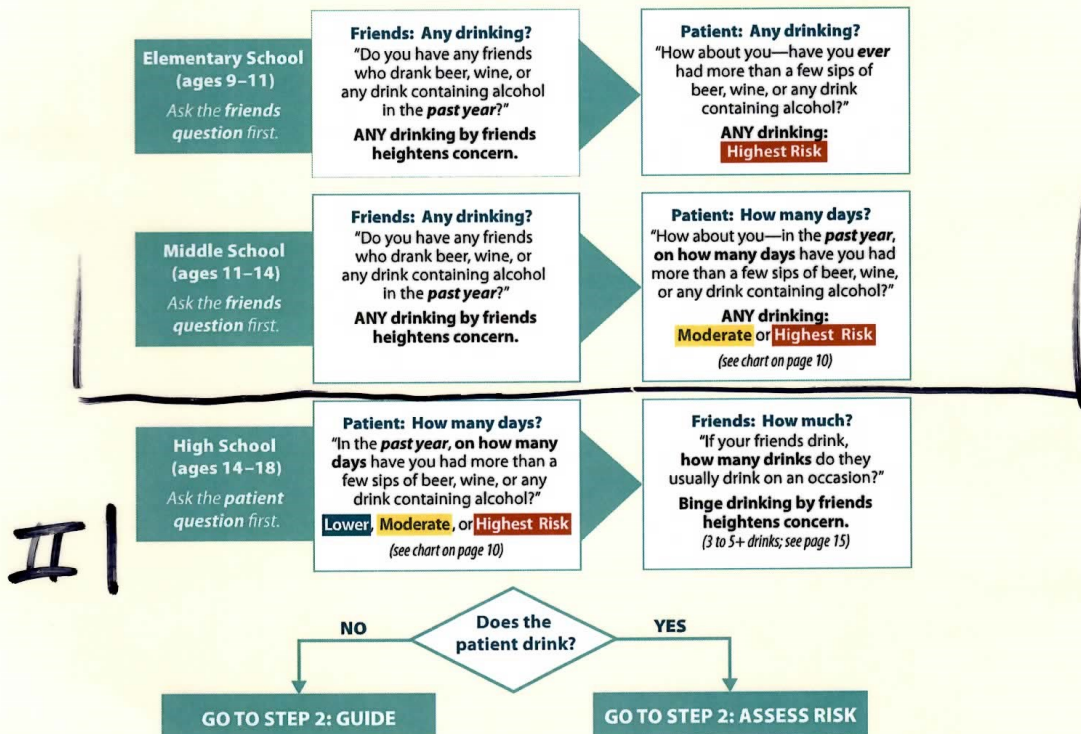 Elementary School
(ages 9–11)
Ask the friends
question first.
Friends: Any drinking?
"Do you have any friends
who drank beer, wine, or
any drink containing alcohol
in the past year?"
ANY drinking by friends
heightens concern.
Patient: Any drinking?
"How about you—have you ever
had more than a few sips of
beer, wine, or any drink
containing alcohol?"
ANY drinking:
Highest Risk
Middle School
(ages 11–14)
Ask the friends
question first.
Friends: Any drinking?
"Do you have any friends
who drank beer, wine, or
any drink containing alcohol
in the past year?"
ANY drinking by friends
heightens concern.
Patient: How many days?
"How about you—in the past year,
on how many days have you had
more than a few sips of beer, wine,
or any drink containing alcohol?"
ANY drinking:
Moderate or Highest Risk
(see chart on page 10)
High School
(ages 14–18)
Ask the patient
question first.
Patient: How many days?
"In the past year, on how many
days have you had more than a
few sips of beer, wine, or any
drink containing alcohol?"
Lower, Moderate, or Highest Risk
(see chart on page 10)
Friends: How much?
"If your friends drink,
how many drinks do they
usually drink on an occasion?"
Binge drinking by friends
heightens concern.
(3 to 5+ drinks; see page 15)
II
NO
Does the
patient drink?
YES
GO TO STEP 2: GUIDE
GO TO STEP 2: ASSESS RISK